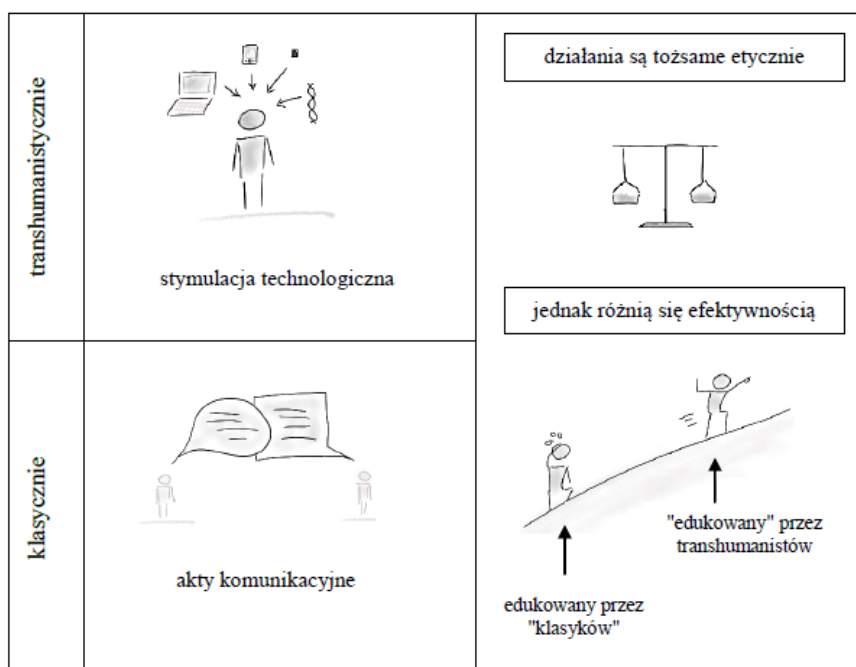 transhumanistycznie
stymulacja technologiczna
działania są tożsame etycznie
jednak różnią się efektywnością
klasycznie
akty komunikacyjne
"edukowany" przez
transhumanistów
edukowany przez
"klasyków"